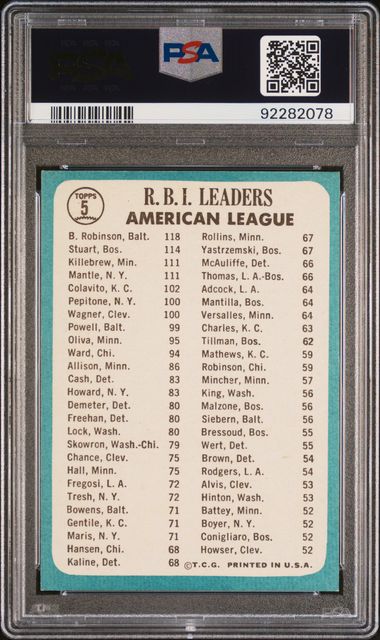 PSA
92282078
TOPPS
5
R.B.I. LEADERS
AMERICAN LEAGUE
B. Robinson, Balt. 118
Stuart, Bos. 114
Killebrew, Min. 111
Mantle, N. Y. 111
Colavito, K. C. 102
Pepitone, N. Y. 100
Wagner, Clev. 100
Powell, Balt. 99
Oliva, Minn. 95
Ward, Chi. 94
Allison, Minn. 86
Cash, Det. 83
Howard, N. Y. 83
Demeter, Det. 80
Freehan, Det. 80
Lock, Wash. 80
Skowron, Wash.-Chi. 79
Chance, Clev. 75
Hall, Minn. 75
Fregosi, L. A. 72
Tresh, N. Y. 72
Bowens, Balt. 71
Gentile, K. C. 71
Maris, N. Y. 71
Hansen, Chi. 68
Kaline, Det. 68
Rollins, Minn. 67
Yastrzemski, Bos. 67
McAuliffe, Det. 66
Thomas, L. A.-Bos. 66
Adcock, L. A. 64
Mantilla, Bos. 64
Versalles, Minn. 64
Charles, K. C. 63
Tillman, Bos. 62
Mathews, K. C. 59
Robinson, Chi. 59
Mincher, Minn. 57
King, Wash. 56
Malzone, Bos. 56
Siebern, Balt. 56
Bressoud, Bos. 55
Wert, Det. 55
Brown, Det. 54
Rodgers, L. A. 54
Alvis, Clev. 53
Hinton, Wash. 53
Battey, Minn. 52
Boyer, N. Y. 52
Conigliaro, Bos. 52
Howser, Clev. 52
©T.C.G. PRINTED IN U.S.A.